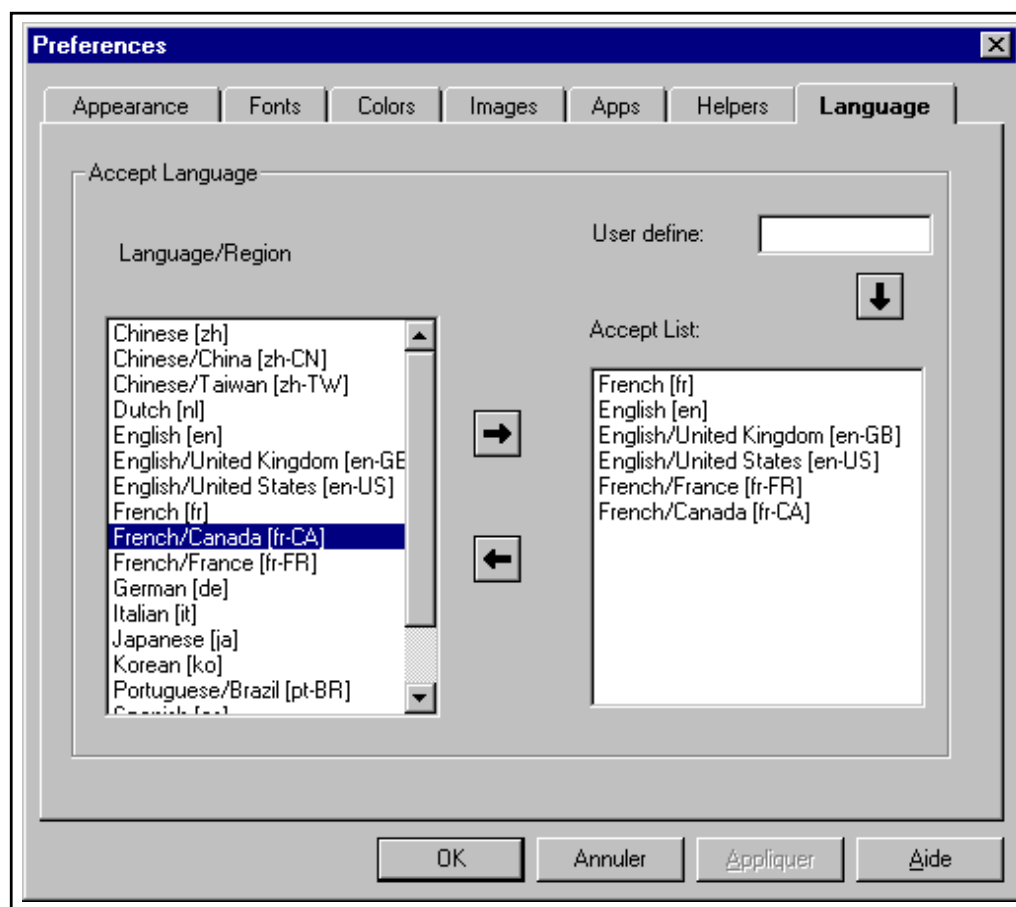 Preferences
Appearance Fonts Colors Images Apps Helpers Language
Accept Language
User define:
Language/Region
Accept List:
Chinese [zh]
Chinese/China [zh-CN]
Chinese/Taiwan [zh-TW]
Dutch [nl]
English [en]
English/United Kingdom [en-GB
English/United States [en-US]
French [fr]
French/Canada [fr-CA]
French/France [fr-FR]
German [de]
Italian [it]
Japanese [ja]
Korean [ko]
Portuguese/Brazil [pt-BR]
French [fr]
English [en]
English/United Kingdom [en-GB]
English/United States [en-US]
French/France [fr-FR]
French/Canada [fr-CA]
OK Annuler Appliquer Aide